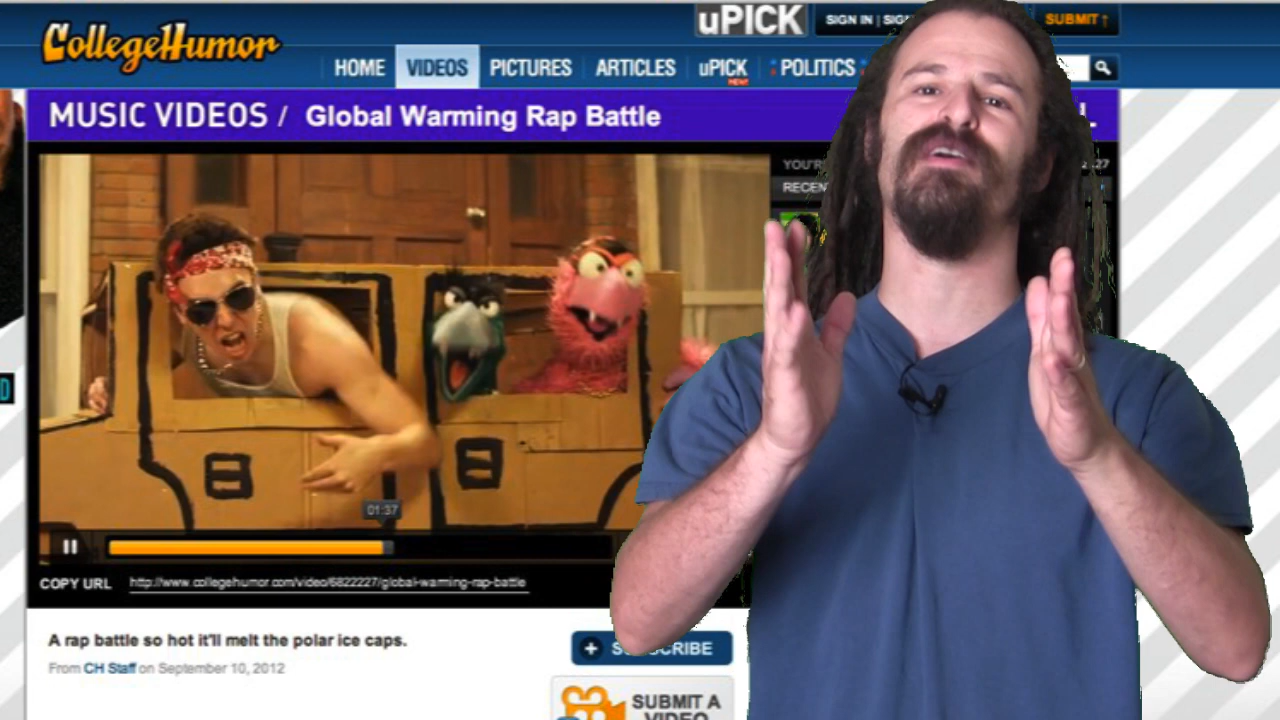 CollegeHumor
uPICK
SIGN IN |
SUBMIT ↑
HOME
VIDEOS
PICTURES
ARTICLES
uPICK
NEW!
POLITICS
MUSIC VIDEOS / Global Warming Rap Battle
01:37
COPY URL http://www.collegehumor.com/video/6822227/global-warming-rap-battle
A rap battle so hot it'll melt the polar ice caps.
From CH Staff on September 10, 2012
SUBMIT A
VIDEO